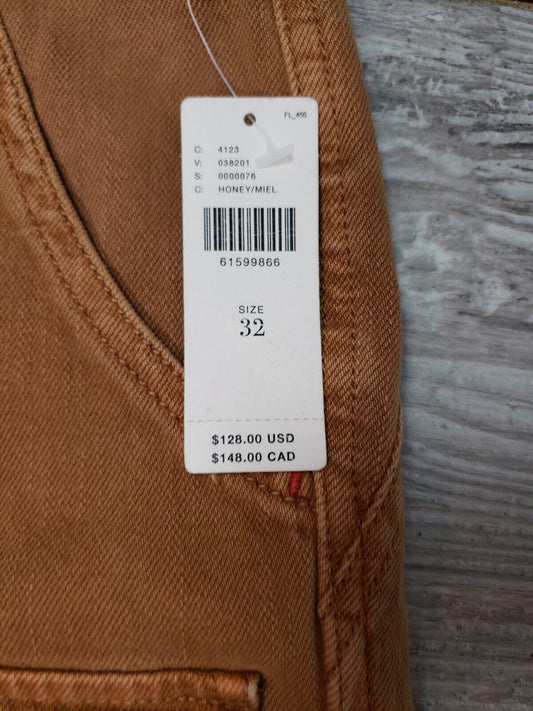 FL_455
C: 4123
V: 038201
S: 0000076
C: HONEY/MIEL
61599866
SIZE
32
$128.00 USD
$148.00 CAD